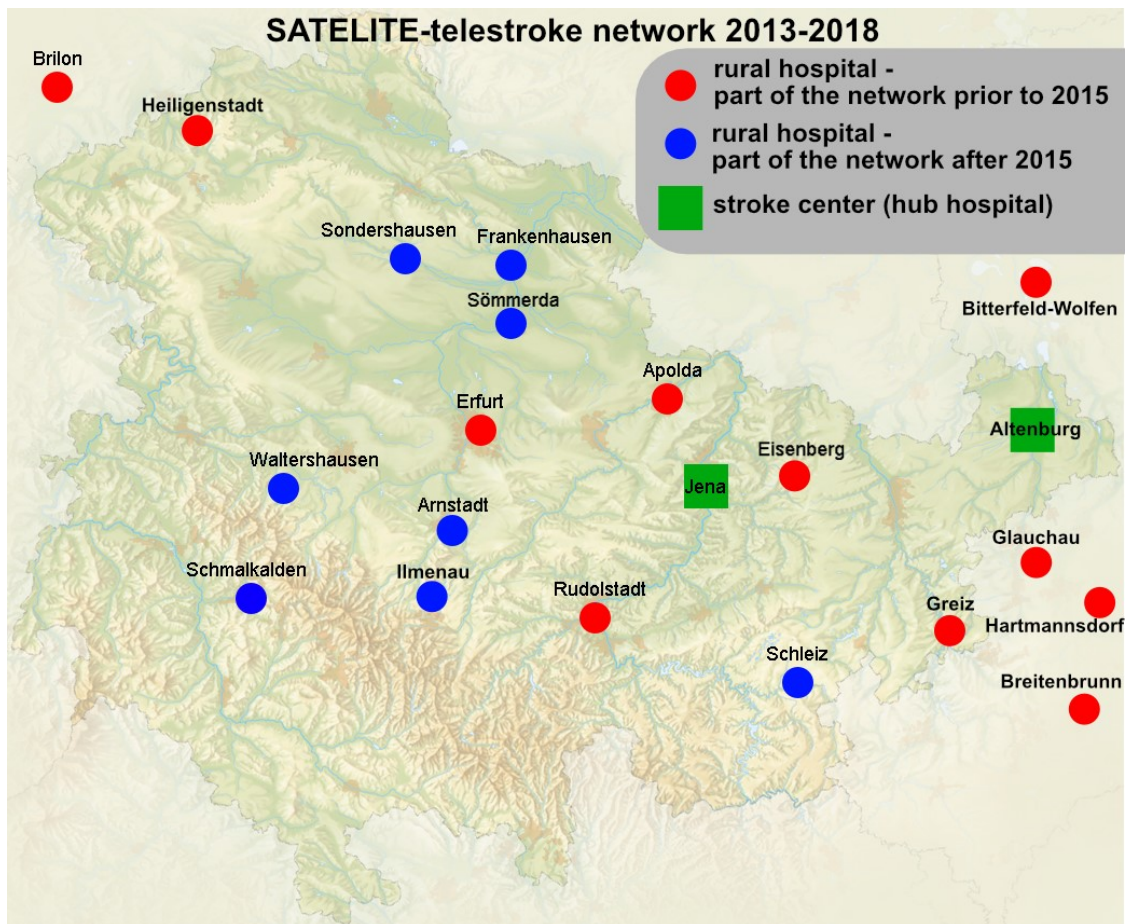 SATELITE-telestroke network 2013-2018
Brilon
rural hospital -
part of the network prior to 2015
Heiligenstadt
rural hospital -
part of the network after 2015
stroke center (hub hospital)
Sondershausen
Frankenhausen
Sömmerda
Bitterfeld-Wolfen
Apolda
Erfurt
Altenburg
Eisenberg
Waltershausen
Jena
Arnstadt
Glauchau
Schmalkalden
Ilmenau
Rudolstadt
Greiz
Hartmannsdorf
Schleiz
Breitenbrunn